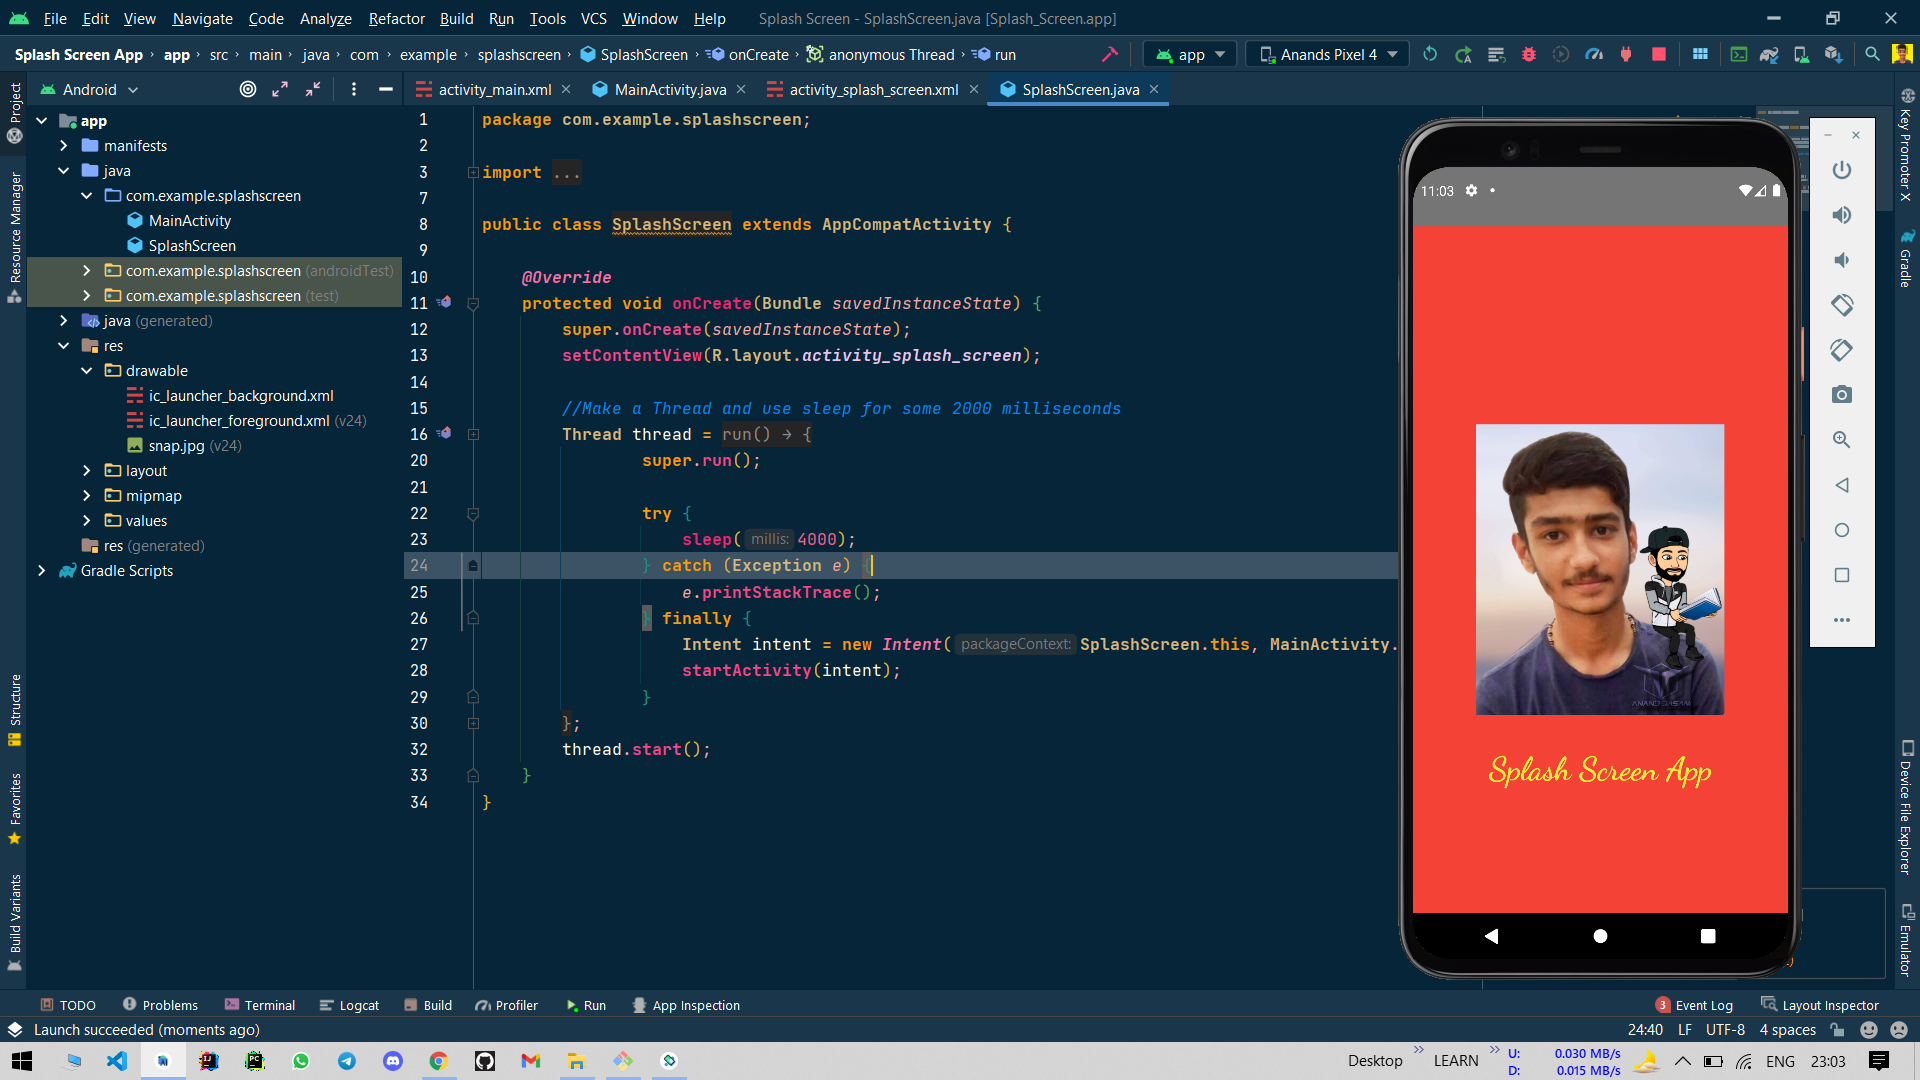 File Edit View Navigate Code Analyze Refactor Build Run Tools VCS Window Help Splash Screen - SplashScreen.java [Splash_Screen.app]
Splash Screen App › app › src › main › java › com › example › splashscreen › SplashScreen › onCreate › anonymous Thread › run
app Anands Pixel 4
Android
activity_main.xml MainActivity.java activity_splash_screen.xml SplashScreen.java
Project
Resource Manager
Structure
Favorites
Build Variants
app
manifests
java
com.example.splashscreen
MainActivity
SplashScreen
com.example.splashscreen (androidTest)
com.example.splashscreen (test)
java (generated)
res
drawable
ic_launcher_background.xml
ic_launcher_foreground.xml (v24)
snap.jpg (v24)
layout
mipmap
values
res (generated)
Gradle Scripts
1 package com.example.splashscreen;
2
3 import ...
7
8 public class SplashScreen extends AppCompatActivity {
9
10 @Override
11 protected void onCreate(Bundle savedInstanceState) {
12 super.onCreate(savedInstanceState);
13 setContentView(R.layout.activity_splash_screen);
14
15 //Make a Thread and use sleep for some 2000 milliseconds
16 Thread thread = run() → {
20 super.run();
21
22 try {
23 sleep( millis: 4000);
24 } catch (Exception e) {
25 e.printStackTrace();
26 } finally {
27 Intent intent = new Intent( packageContext: SplashScreen.this, MainActivity.
28 startActivity(intent);
29 }
30 };
32 thread.start();
33 }
34 }
11:03
Splash Screen App
Key Promoter X
Gradle
Device File Explorer
Emulator
TODO Problems Terminal Logcat Build Profiler Run App Inspection 3 Event Log Layout Inspector
Launch succeeded (moments ago) 24:40 LF UTF-8 4 spaces
Desktop » LEARN » U: 0.030 MB/s
D: 0.015 MB/s
ENG 23:03